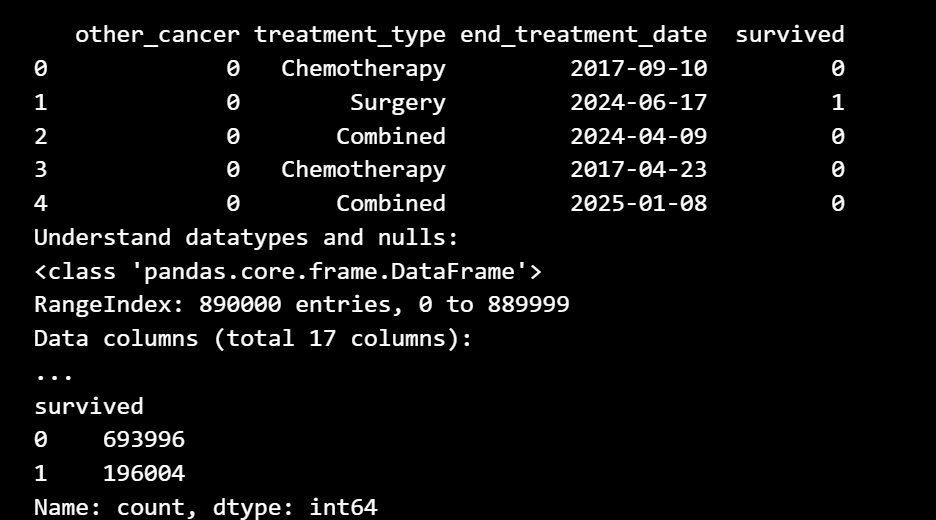 other_cancer treatment_type end_treatment_date survived
0 0 Chemotherapy 2017-09-10 0
1 0 Surgery 2024-06-17 1
2 0 Combined 2024-04-09 0
3 0 Chemotherapy 2017-04-23 0
4 0 Combined 2025-01-08 0
Understand datatypes and nulls:
<class 'pandas.core.frame.DataFrame'>
RangeIndex: 890000 entries, 0 to 889999
Data columns (total 17 columns):
...
survived
0 693996
1 196004
Name: count, dtype: int64